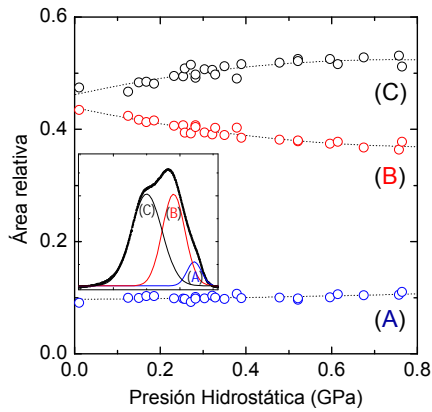 0.6
0.4
0.2
0.0
Área relativa
(C)
(B)
(A)
(C)
(B)
(A)
0.0
0.2
0.4
0.6
0.8
Presión Hidrostática (GPa)